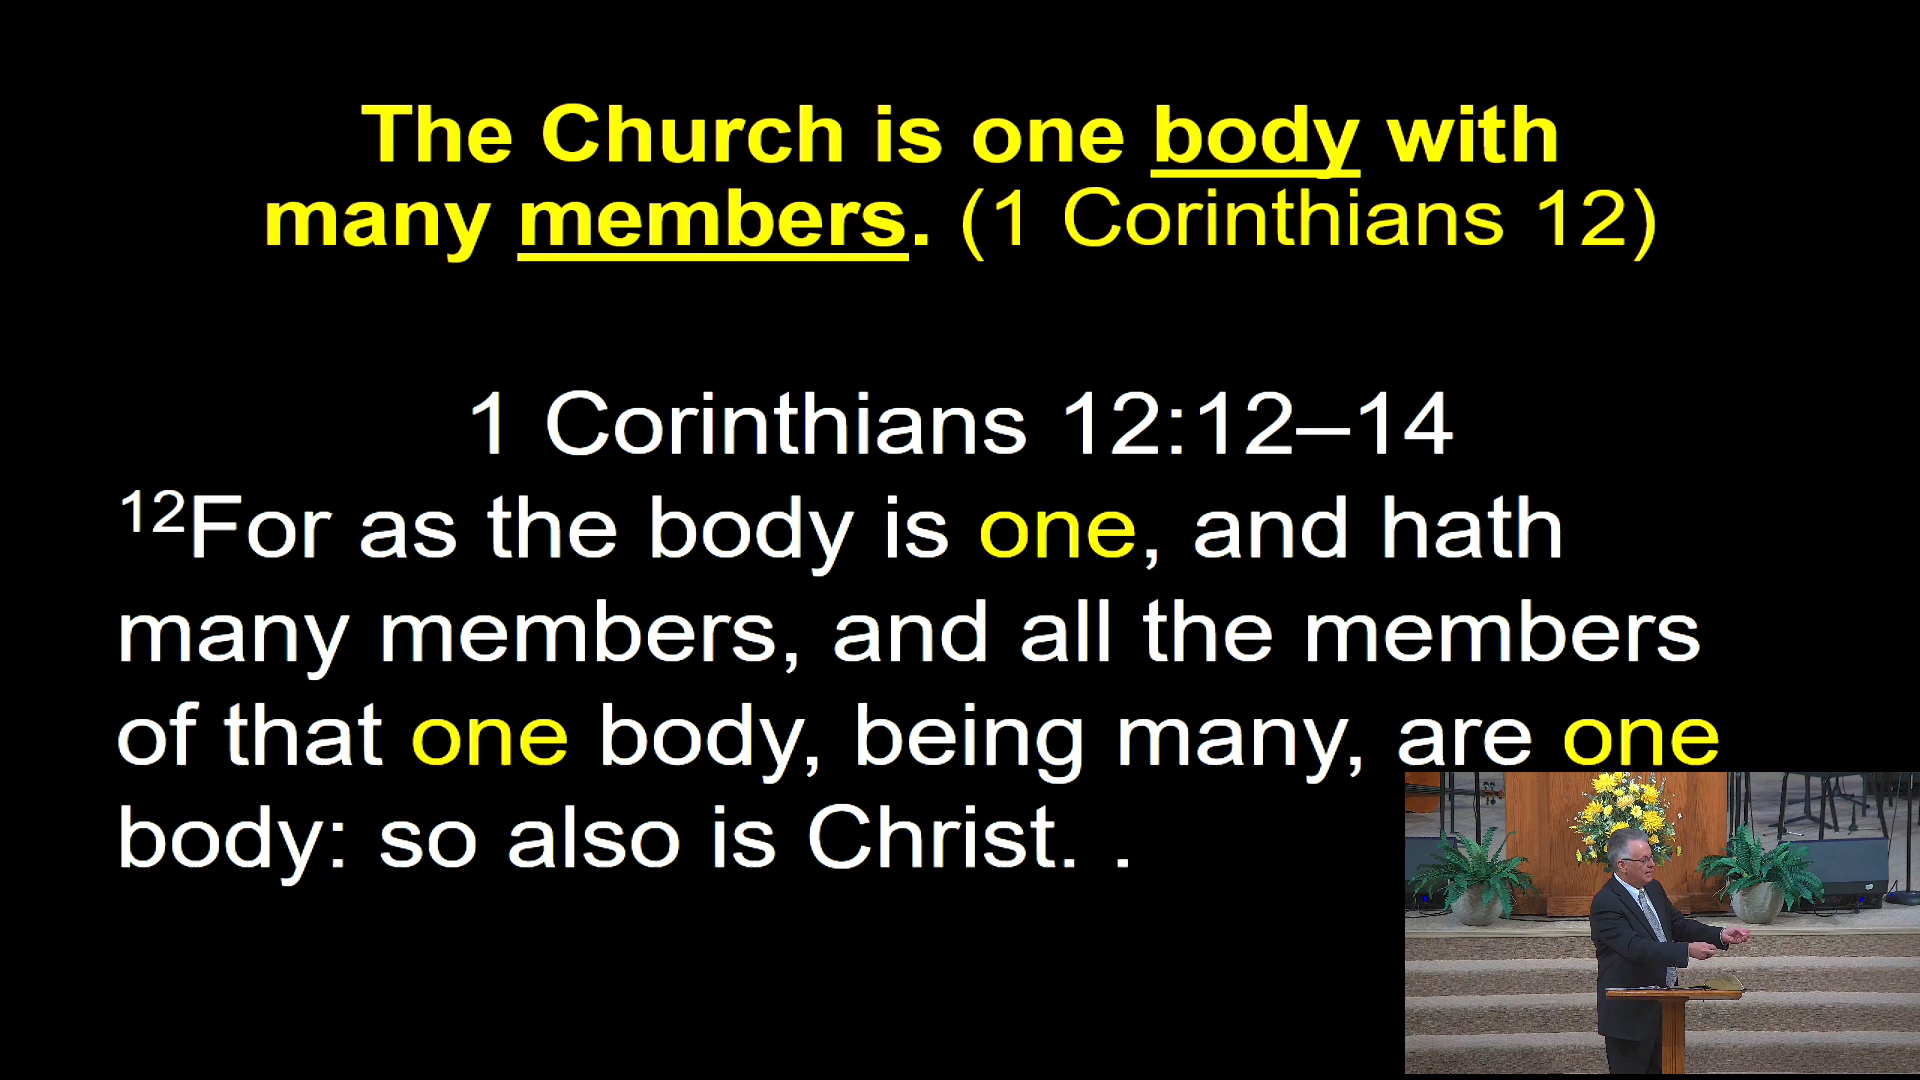 The Church is one body with
many members. (1 Corinthians 12)
1 Corinthians 12:12–14
12For as the body is one, and hath
many members, and all the members
of that one body, being many, are one
body: so also is Christ. .